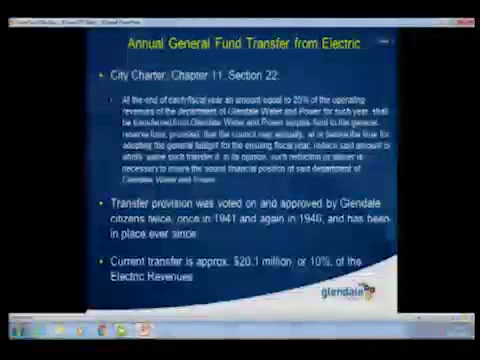 Annual General Fund Transfer from Electric
City Charter, Chapter 11, Section 22:
At the end of each fiscal year an amount equal to 25% of the operating
revenues of the department of Glendale Water and Power for such year, shall
be transferred from Glendale Water and Power surplus fund to the general
reserve fund; provided, that the council may annually, at or before the time for
adopting the general budget for the ensuing fiscal year, reduce said amount or
wholly waive such transfer if, in its opinion, such reduction or waiver is
necessary to insure the sound financial position of said department of
Glendale Water and Power.
Transfer provision was voted on and approved by Glendale
citizens twice, once in 1941 and again in 1946, and has been
in place ever since.
Current transfer is approx. $20.1 million, or 10% of the
Electric Revenues
glendale